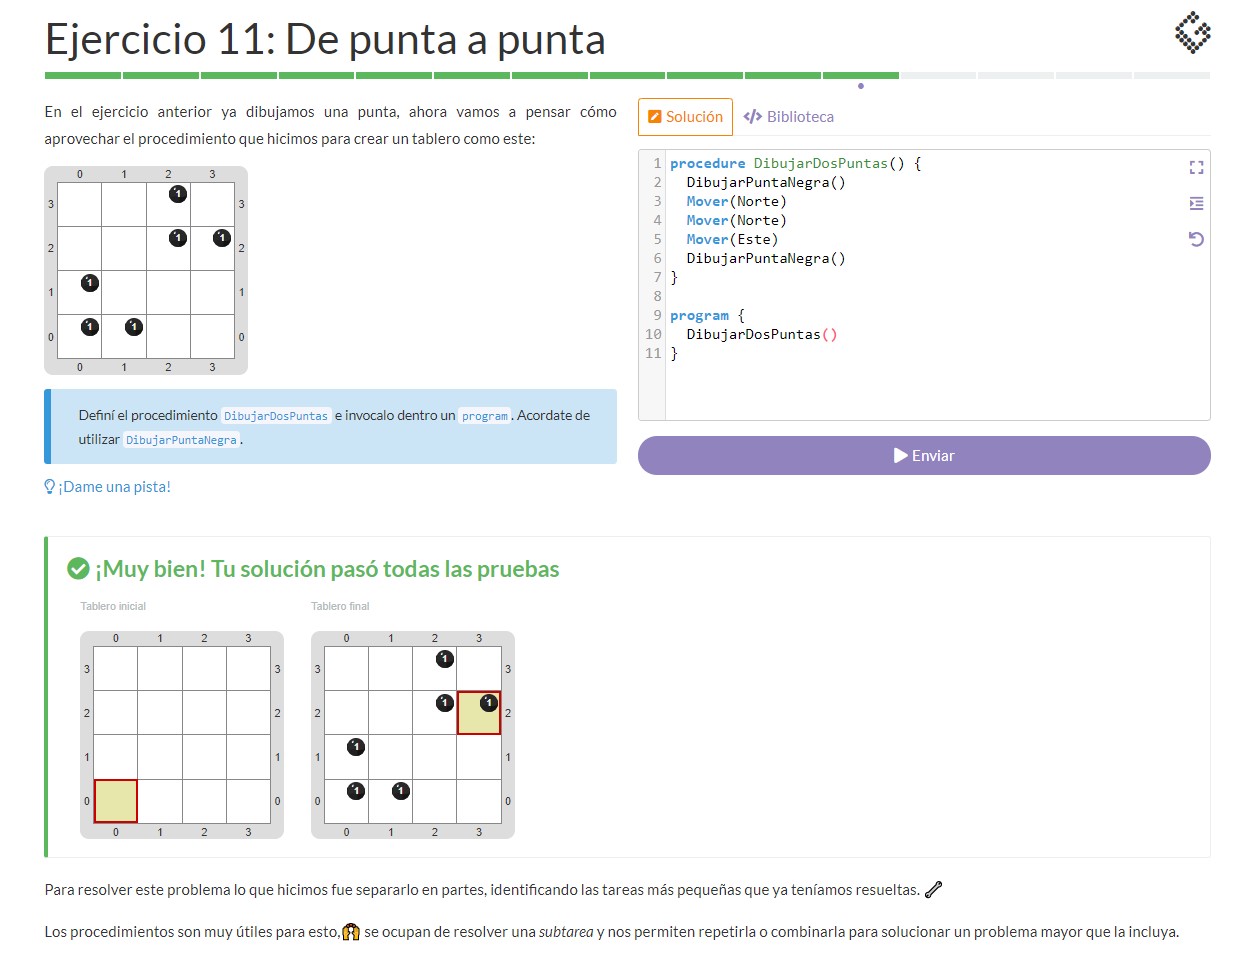 Ejercicio 11: De punta a punta
En el ejercicio anterior ya dibujamos una punta, ahora vamos a pensar cómo
aprovechar el procedimiento que hicimos para crear un tablero como este:
0 1 2 3
3 1 3
2 1 1 2
1 1 1
0 1 1 0
0 1 2 3
Definí el procedimiento DibujarDosPuntas e invocalo dentro un program. Acordate de
utilizar DibujarPuntaNegra.
¡Dame una pista!
Solución Biblioteca
1 procedure DibujarDosPuntas() {
2 DibujarPuntaNegra()
3 Mover(Norte)
4 Mover(Norte)
5 Mover(Este)
6 DibujarPuntaNegra()
7 }
8
9 program {
10 DibujarDosPuntas()
11 }
Enviar
¡Muy bien! Tu solución pasó todas las pruebas
Tablero inicial
0 1 2 3
3 3
2 2
1 1
0 0
0 1 2 3
Tablero final
0 1 2 3
3 1 3
2 1 1 2
1 1 1
0 1 1 0
0 1 2 3
Para resolver este problema lo que hicimos fue separarlo en partes, identificando las tareas más pequeñas que ya teníamos resueltas.
Los procedimientos son muy útiles para esto, se ocupan de resolver una subtarea y nos permiten repetirla o combinarla para solucionar un problema mayor que la incluya.